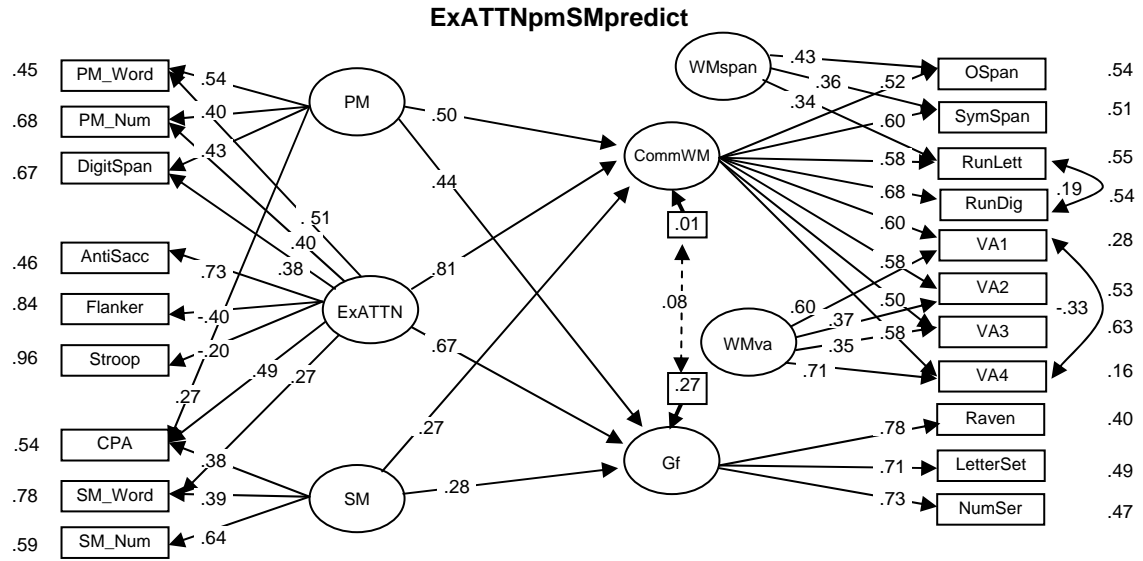 ExATTNpmSMpredict
.45 PM_Word
.68 PM_Num
.67 DigitSpan
.46 AntiSacc
.84 Flanker
.96 Stroop
.54 CPA
.78 SM_Word
.59 SM_Num
PM
ExATTN
SM
.54
.40
.43
.51
.40
.38
.73
-.40
-.20
.49
.27
.27
.38
.39
.64
.50
.44
.81
.67
.27
.28
CommWM
.01
.08
.27
Gf
WMspan
WMva
.43
.36
.34
.52
.60
.58
.68
.60
.58
.50
.58
.60
.37
.35
.71
.78
.71
.73
OSpan .54
SymSpan .51
RunLett .55
.19
RunDig .54
VA1 .28
VA2 .53
-.33
VA3 .63
VA4 .16
Raven .40
LetterSet .49
NumSer .47